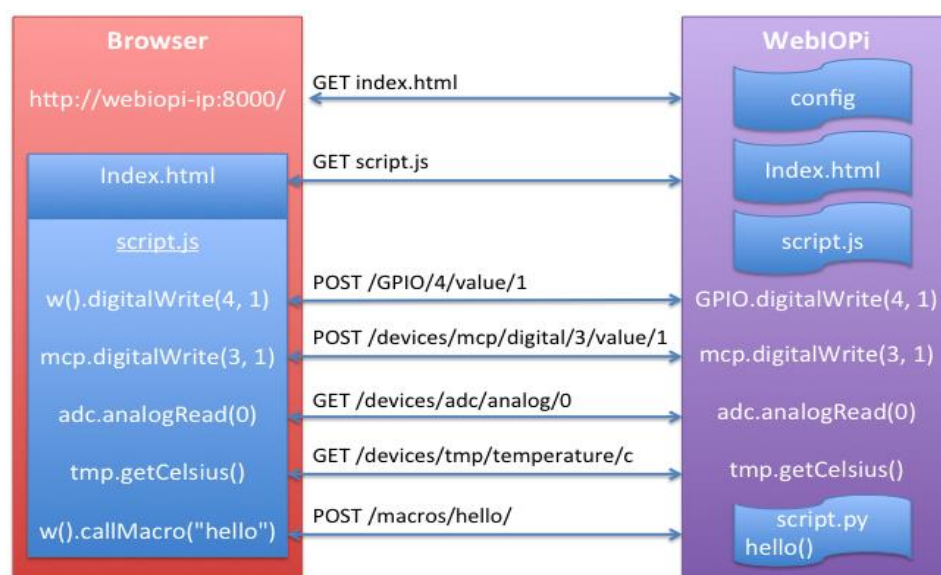 Browser
WebIOPi
http://webiopi-ip:8000/
GET index.html
config
Index.html
GET script.js
Index.html
script.js
script.js
w().digitalWrite(4, 1)
POST /GPIO/4/value/1
GPIO.digitalWrite(4, 1)
mcp.digitalWrite(3, 1)
POST /devices/mcp/digital/3/value/1
mcp.digitalWrite(3, 1)
adc.analogRead(0)
GET /devices/adc/analog/0
adc.analogRead(0)
tmp.getCelsius()
GET /devices/tmp/temperature/c
tmp.getCelsius()
w().callMacro("hello")
POST /macros/hello/
script.py
hello()